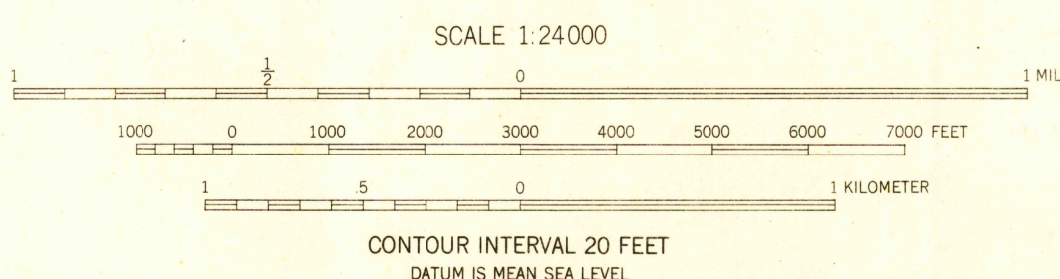 SCALE 1:24000
1 1/2 0 1 MIL
1000 0 1000 2000 3000 4000 5000 6000 7000 FEET
1 .5 0 1 KILOMETER
CONTOUR INTERVAL 20 FEET
DATUM IS MEAN SEA LEVEL